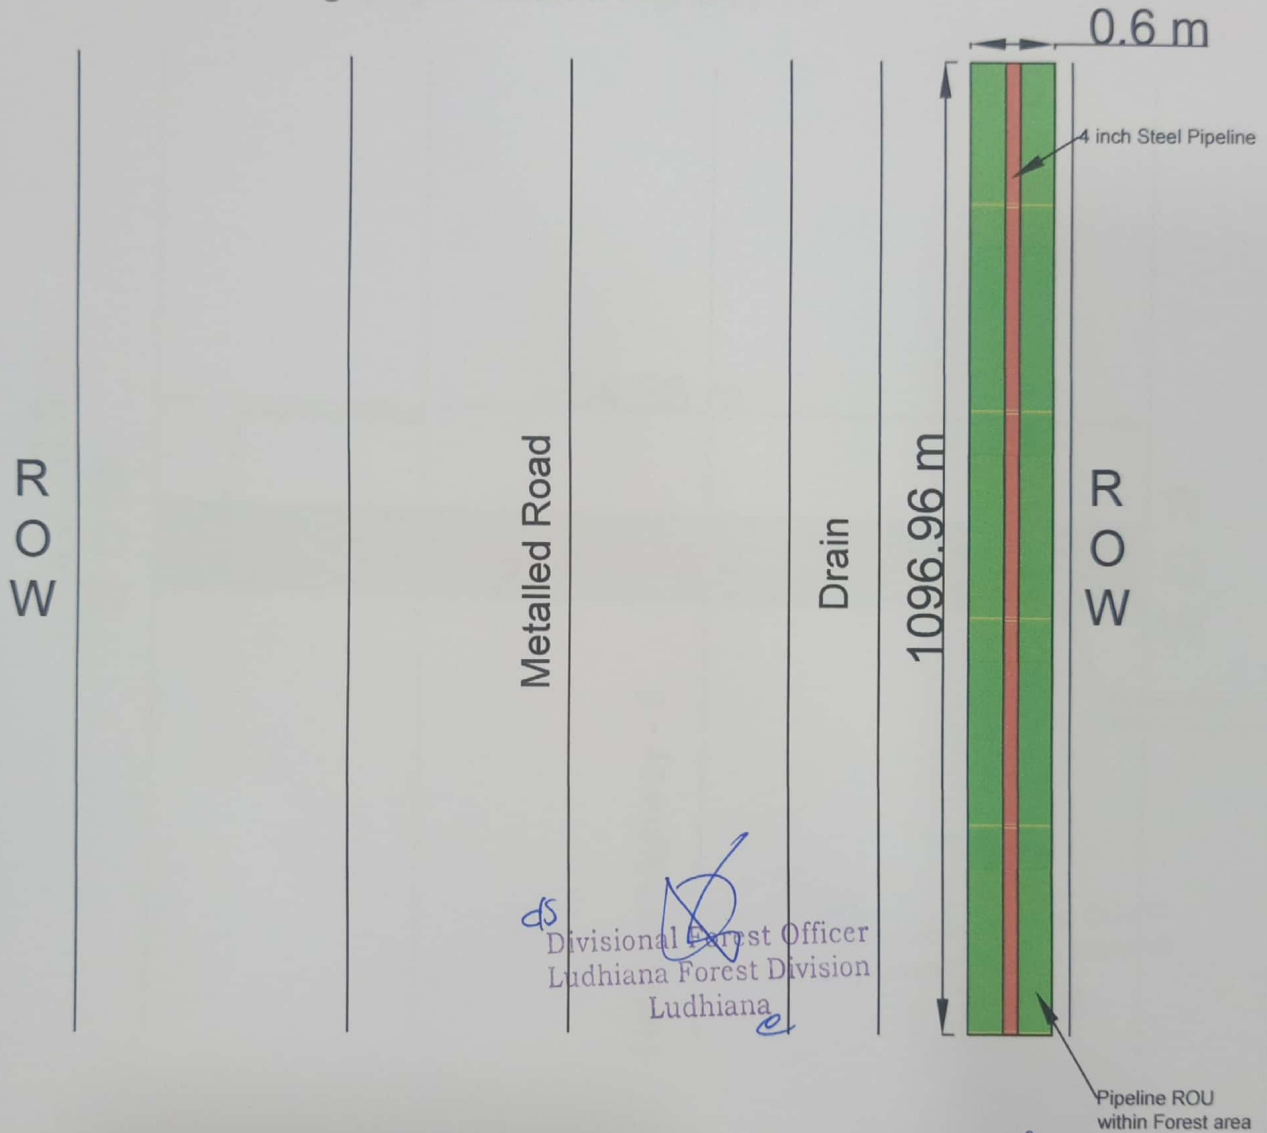 0.6 m
4 inch Steel Pipeline
R
O
W
Metalled Road
Drain
1096.96 m
R
O
W
Divisional Forest Officer
Ludhiana Forest Division
Ludhiana
Pipeline ROU
within Forest area